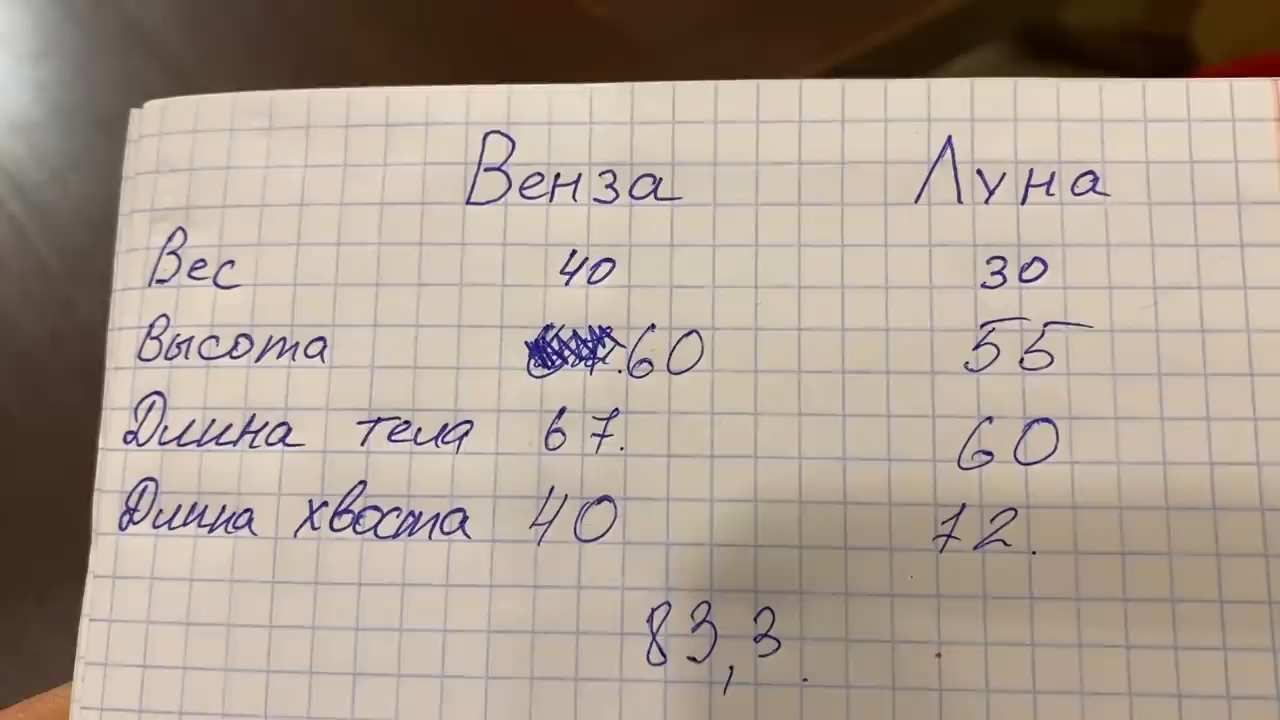 Венза Луна
Вес 40 30
Высота 60 55
Длина тела 67. 60
Длина хвоста 40 72.
83,3.